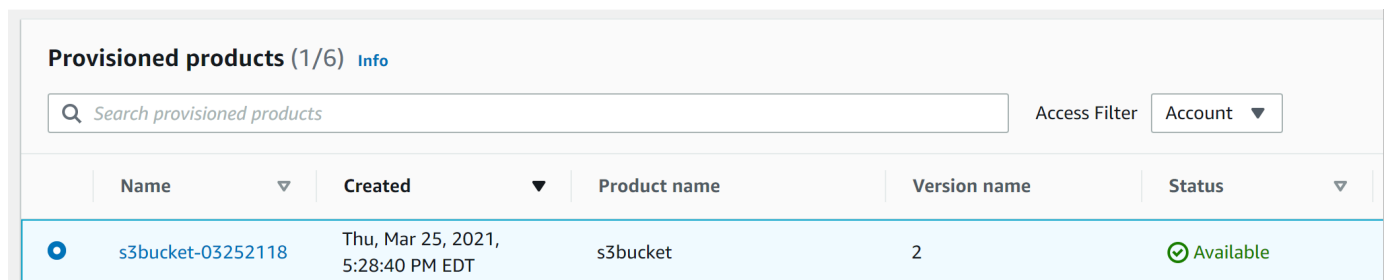 Provisioned products (1/6) Info
Search provisioned products Access Filter Account
Name Created Product name Version name Status
s3bucket-03252118 Thu, Mar 25, 2021, s3bucket 2 Available
5:28:40 PM EDT